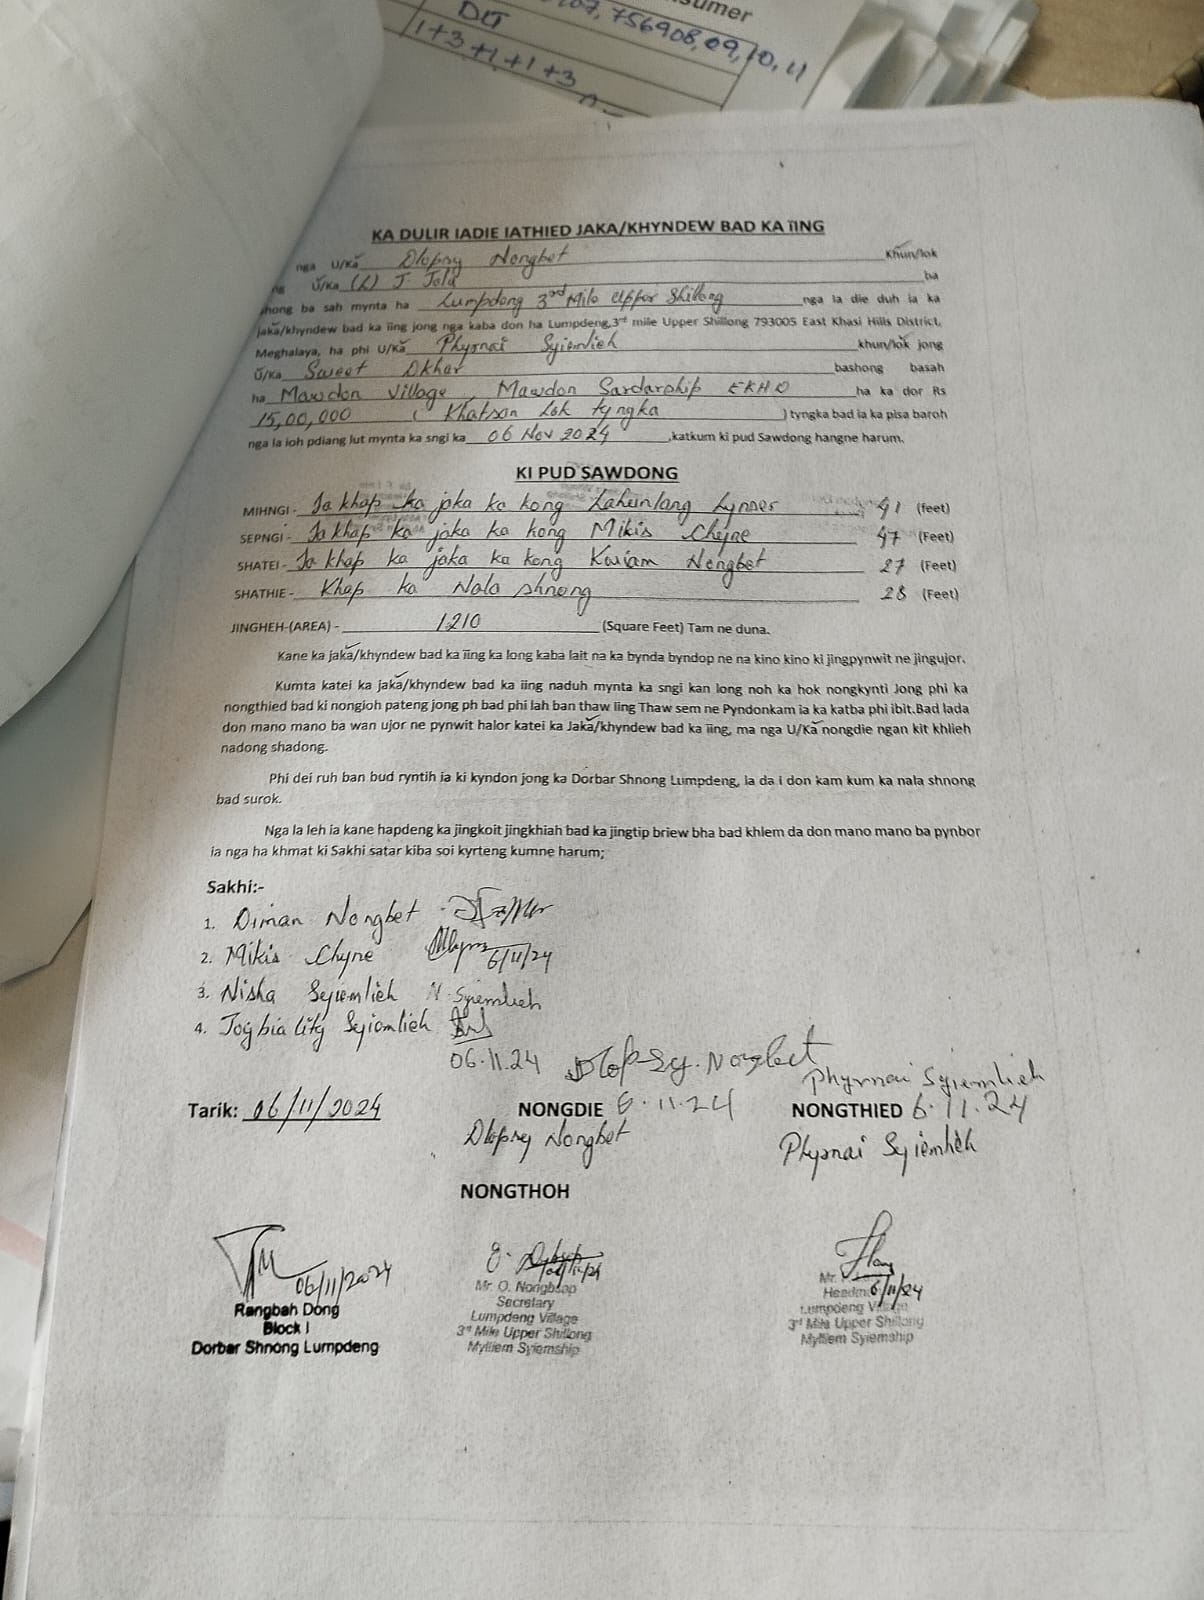 sumer
DLT
756908,09,10,11
1+3+1+1+3
KA DULIR IADIE IATHIED JAKA/KHYNDEW BAD KA ÏING
nga U/Ka Dlopsy Nongbet Khun/lok
U/Ka (L) J. Jola ba
shong ba sah mynta ha Lumpdeng 3rd Mile Upper Shillong nga la die duh ia ka
jaka/khyndew bad ka ïing jong nga kaba don ha Lumpdeng,3rd mile Upper Shillong 793005 East Khasi Hills District,
Meghalaya, ha phi U/Ka Phyrnai Syiemlieh khun/lok jong
U/Ka Sweet Dkhar bashong basah
ha Mawdon Village, Mawdon Sardarship EKHD ha ka dor Rs
15,00,000 (Khatsan Lak tyngka) tyngka bad ia ka pisa baroh
nga la ioh pdiang lut mynta ka sngi ka 06 Nov 2024 ,katkum ki pud Sawdong hangne harum.
KI PUD SAWDONG
MIHNGI - Ia khap ka jaka ka kong Laheinlang Lynser 41 (feet)
SEPNGI - Ia khap ka jaka ka kong Mikis Chyne 47 (Feet)
SHATEI - Ia khap ka jaka ka kong Kwiam Nongbet 27 (Feet)
SHATHIE - Khap ka Nala shnong 28 (Feet)
JINGHEH-(AREA) - 1210 (Square Feet) Tam ne duna.
Kane ka jaka/khyndew bad ka ïing ka long kaba lait na ka bynda byndop ne na kino kino ki jingpynwit ne jingujor.
Kumta katei ka jaka/khyndew bad ka iing naduh mynta ka sngi kan long noh ka hok nongkynti Jong phi ka
nongthied bad ki nongioh pateng jong ph bad phi lah ban thaw ling Thaw sem ne Pyndonkam ia ka katba phi ibit.Bad lada
don mano mano ba wan ujor ne pynwit halor katei ka Jaka/khyndew bad ka iing, ma nga U/Ka nongdie ngan kit khlieh
nadong shadong.
Phi dei ruh ban bud ryntih ia ki kyndon jong ka Dorbar Shnong Lumpdeng, la da i don kam kum ka nala shnong
bad surok.
Nga la leh ia kane hapdeng ka jingkoit jingkhiah bad ka jingtip briew bha bad khlem da don mano mano ba pynbor
ia nga ha khmat ki Sakhi satar kiba soi kyrteng kumne harum;
Sakhi:-
1. Diman Nongbet
2. Mikis Chyne 6/11/24
3. Nisha Syiemlieh N. Syiemlieh
4. Joybia lity Syiemlieh
06.11.24 Dlopsy. Nongbet Phyrnai Syiemlieh
Tarik: 06/11/2024 NONGDIE 6.11.24 NONGTHIED 6.11.24
Dlopsy Nongbet Phyrnai Syiemlieh
NONGTHOH
06/11/2024
Rangbah Dong
Block I
Dorbar Shnong Lumpdeng
Mr. O. Nongbsap
Secretary
Lumpdeng Village
3rd Mile Upper Shillong
Mylliem Syiemship
Mr.
Headm 6/11/24
Lumpdeng Village
3rd Mile Upper Shillong
Mylliem Syiemship